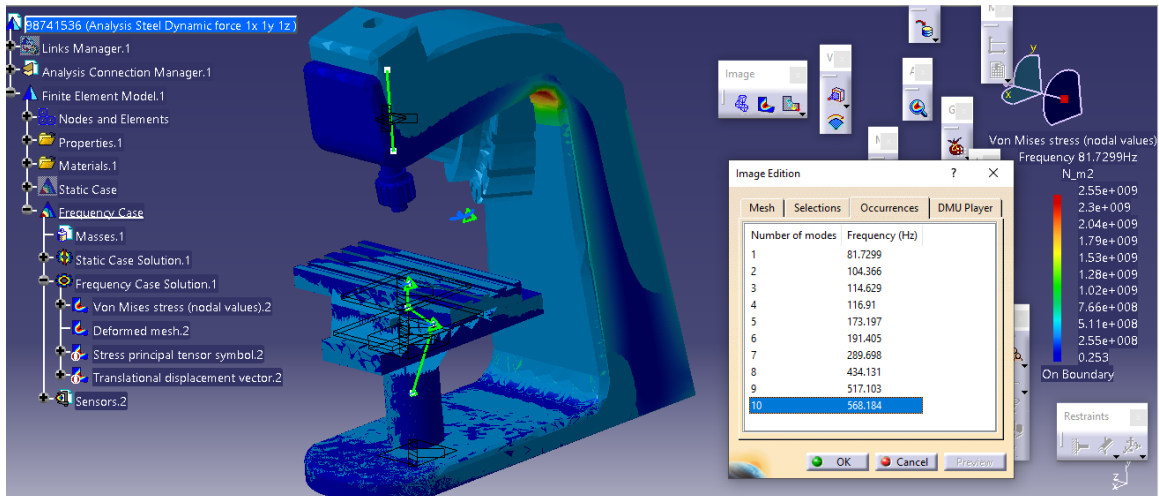 98741536 (Analysis Steel Dynamic force 1x 1y 1z )
Links Manager.1
Analysis Connection Manager.1
Finite Element Model.1
Nodes and Elements
Properties.1
Materials.1
Static Case
Frequency Case
Masses.1
Static Case Solution.1
Frequency Case Solution.1
Von Mises stress (nodal values).2
Deformed mesh.2
Stress principal tensor symbol.2
Translational displacement vector.2
Sensors.2
Image
V
A
M
G
N
y
x
Von Mises stress (nodal values)
Frequency 81.7299Hz
N_m2
2.55e+009
2.3e+009
2.04e+009
1.79e+009
1.53e+009
1.28e+009
1.02e+009
7.66e+008
5.11e+008
2.55e+008
0.253
On Boundary
Image Edition ?
Mesh Selections Occurrences DMU Player
Number of modes Frequency (Hz)
1 81.7299
2 104.366
3 114.629
4 116.91
5 173.197
6 191.405
7 289.698
8 434.131
9 517.103
10 568.184
OK Cancel Preview
Restraints
z